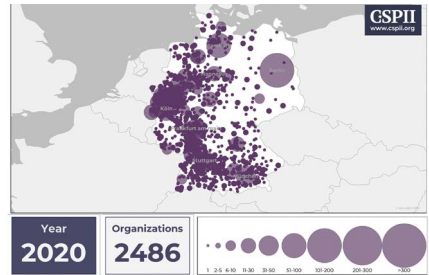 GSPII
www.cspii.org
Köln
Frankfurt am
Stuttgart
Year
2020
Organizations
2486
1 2-5 6-10 11-30 31-50 51-100 101-200 201-300 >300